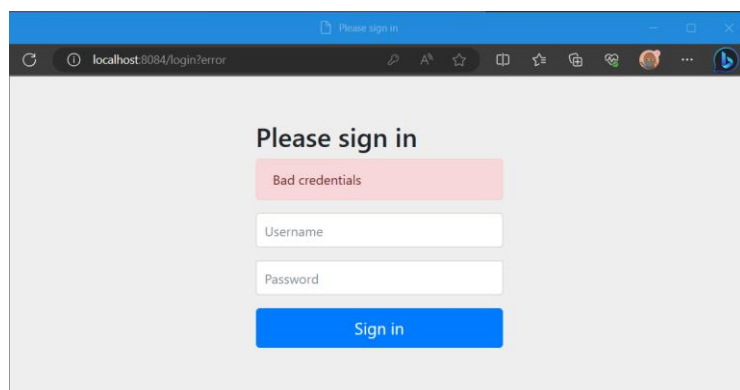 Please sign in
localhost:8084/login?error
Please sign in
Bad credentials
Username
Password
Sign in